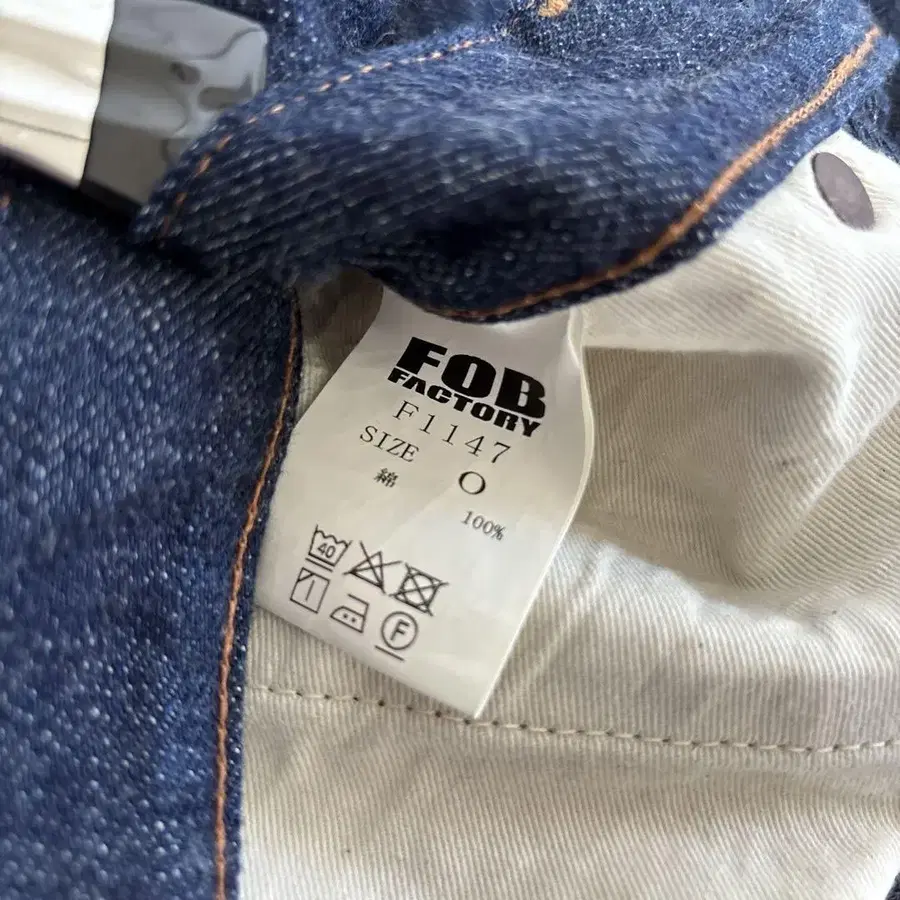 FOB
FACTORY
F1147
SIZE O
綿 100%
40
F